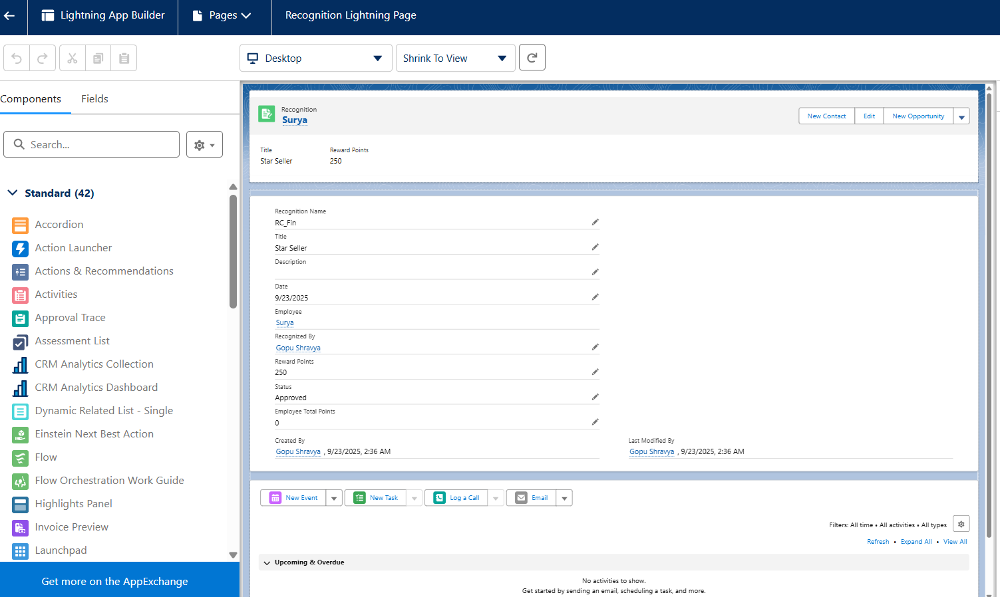 Lightning App Builder
Pages
Recognition Lightning Page
Desktop
Shrink To View
Components
Fields
Search...
Standard (42)
Accordion
Action Launcher
Actions & Recommendations
Activities
Approval Trace
Assessment List
CRM Analytics Collection
CRM Analytics Dashboard
Dynamic Related List - Single
Einstein Next Best Action
Flow
Flow Orchestration Work Guide
Highlights Panel
Invoice Preview
Launchpad
Get more on the AppExchange
Recognition
Surya
New Contact
Edit
New Opportunity
Title
Reward Points
Star Seller
250
Recognition Name
RC_Fin
Title
Star Seller
Description
Date
9/23/2025
Employee
Surya
Recognized By
Gopu Shravya
Reward Points
250
Status
Approved
Employee Total Points
0
Created By
Gopu Shravya , 9/23/2025, 2:36 AM
Last Modified By
Gopu Shravya , 9/23/2025, 2:36 AM
New Event
New Task
Log a Call
Email
Filters: All time • All activities • All types
Refresh • Expand All • View All
Upcoming & Overdue
No activities to show.
Get started by sending an email, scheduling a task, and more.